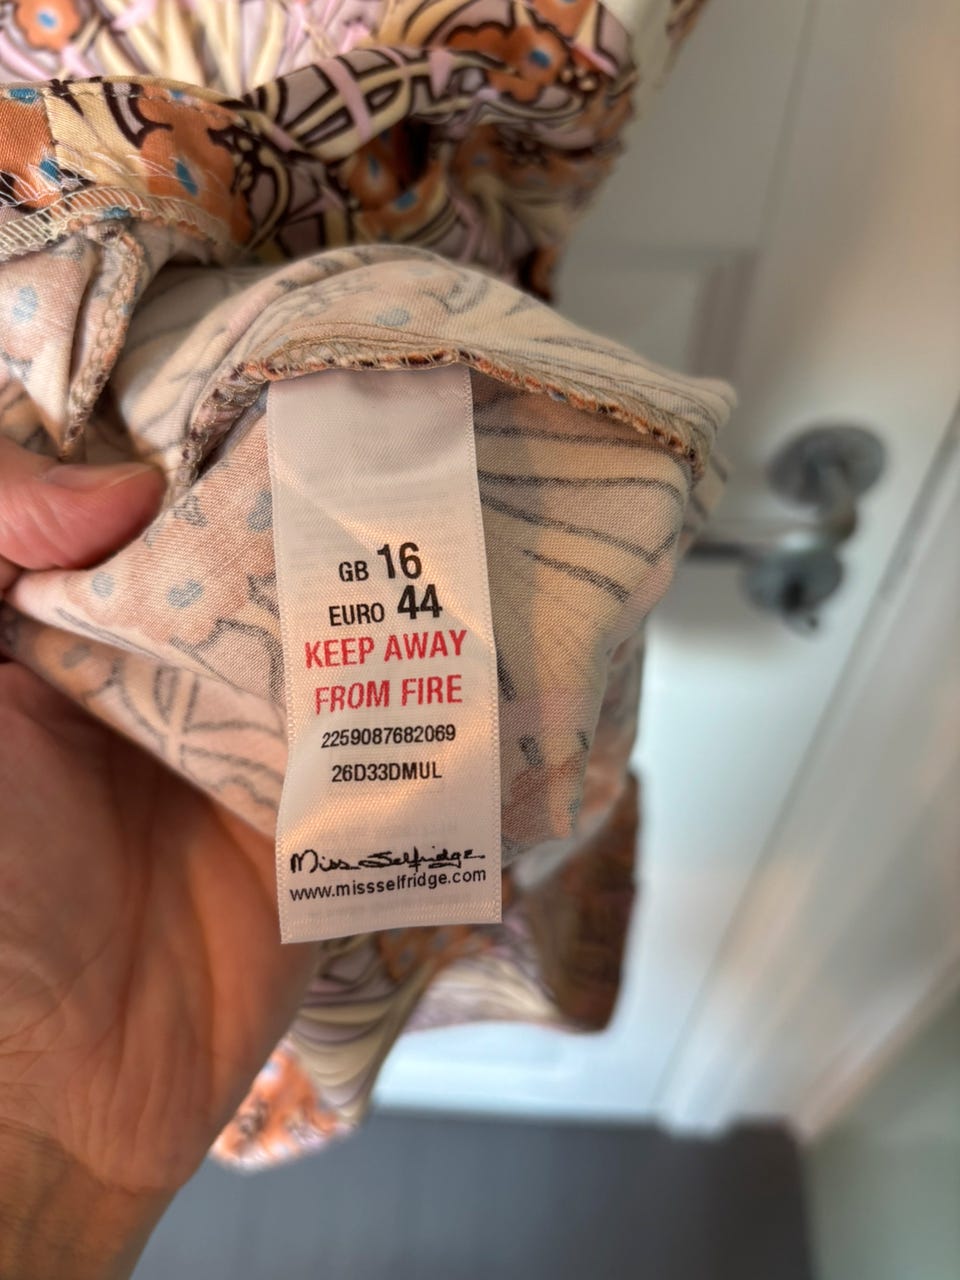 GB 16
EURO 44
KEEP AWAY
FROM FIRE
2259087682069
26D33DMUL
Miss Selfridge
www.missselfridge.com